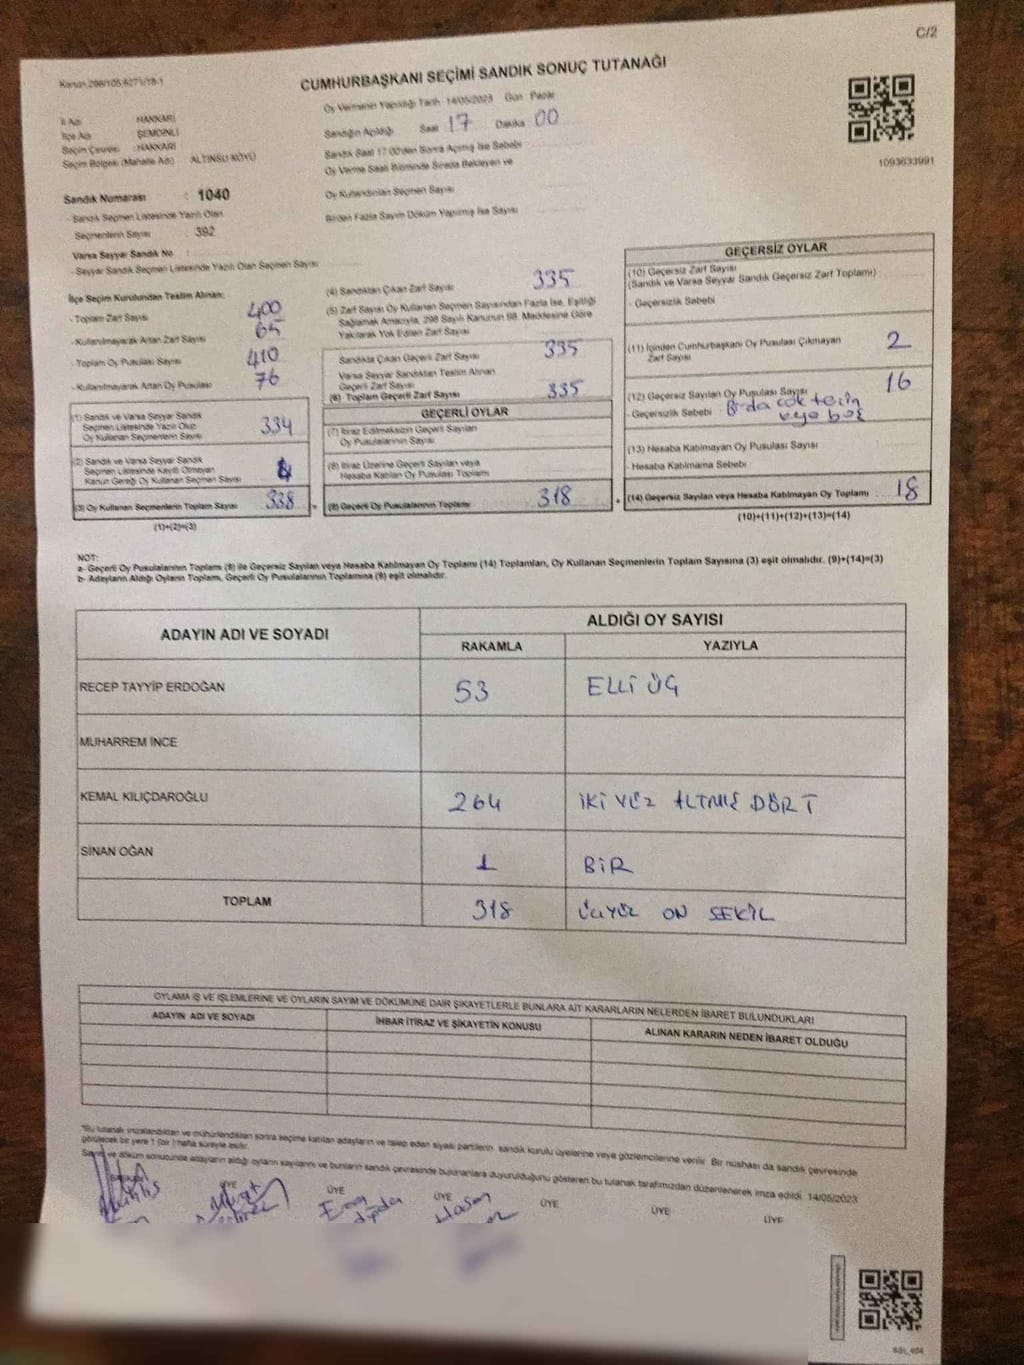 C/2
Kanun 298/105,6271/18-1
CUMHURBAŞKANI SEÇİMİ SANDIK SONUÇ TUTANAĞI
İl Adı HAKKARİ
İlçe Adı ŞEMDİNLİ
Seçim Çevresi : HAKKARİ
Seçim Bölgesi (Mahalle Adı) ALTINSU KÖYÜ
Oy Vermenin Yapıldığı Tarih 14/05/2023 Gün Pazar
Sandığın Açıldığı Saat 17 Dakika 00
Sandık Saat 17:00'den Sonra Açılmış İse Sebebi
Oy Verme Saati Bitiminde Sırada Bekleyen ve
Oy Kullandırılan Seçmen Sayısı
Birden Fazla Sayım Döküm Yapılmış İse Sayısı
1093633991
Sandık Numarası : 1040
- Sandık Seçmen Listesinde Yazılı Olan
Seçmenlerin Sayısı : 392
Varsa Seyyar Sandık No
- Seyyar Sandık Seçmen Listesinde Yazılı Olan Seçmen Sayısı
İlçe Seçim Kurulundan Teslim Alınan:
- Toplam Zarf Sayısı 400
- Kullanılmayarak Artan Zarf Sayısı 65
- Toplam Oy Pusulası Sayısı 410
- Kullanılmayarak Artan Oy Pusulası 76
(1) Sandık ve Varsa Seyyar Sandık
Seçmen Listesinde Yazılı Olup
Oy Kullanan Seçmenlerin Sayısı 334
(2) Sandık ve Varsa Seyyar Sandık
Seçmen Listesinde Kayıtlı Olmayan
Kanun Gereği Oy Kullanan Seçmen Sayısı 4
(3) Oy Kullanan Seçmenlerin Toplam Sayısı 338 =
(1)+(2)=(3)
(4) Sandıktan Çıkan Zarf Sayısı 335
(5) Zarf Sayısı Oy Kullanan Seçmen Sayısından Fazla İse, Eşitliği
Sağlamak Amacıyla, 298 Sayılı Kanunun 98. Maddesine Göre
Yakılarak Yok Edilen Zarf Sayısı
Sandıkta Çıkan Geçerli Zarf Sayısı 335
Varsa Seyyar Sandıktan Teslim Alınan
Geçerli Zarf Sayısı
(6) Toplam Geçerli Zarf Sayısı 335
GEÇERLİ OYLAR
(7) İtiraz Edilmeksizin Geçerli Sayılan
Oy Pusulalarının Sayısı
(8) İtiraz Üzerine Geçerli Sayılan veya
Hesaba Katılan Oy Pusulası Toplamı
(9) Geçerli Oy Pusulalarının Toplamı 318 +
GEÇERSİZ OYLAR
(10) Geçersiz Zarf Sayısı
(Sandık ve Varsa Seyyar Sandık Geçersiz Zarf Toplamı)
- Geçersizlik Sebebi
(11) İçinden Cumhurbaşkanı Oy Pusulası Çıkmayan
Zarf Sayısı 2
(12) Geçersiz Sayılan Oy Pusulası Sayısı 16
- Geçersizlik Sebebi
veya boş
(13) Hesaba Katılmayan Oy Pusulası Sayısı
- Hesaba Katılmama Sebebi
(14) Geçersiz Sayılan veya Hesaba Katılmayan Oy Toplamı : 18
(10)+(11)+(12)+(13)=(14)
NOT:
a- Geçerli Oy Pusulalarının Toplamı (9) ile Geçersiz Sayılan veya Hesaba Katılmayan Oy Toplamı (14) Toplamları, Oy Kullanan Seçmenlerin Toplam Sayısına (3) eşit olmalıdır. (9)+(14)=(3)
b- Adayların Aldığı Oyların Toplamı, Geçerli Oy Pusulalarının Toplamına (9) eşit olmalıdır.
ADAYIN ADI VE SOYADI
ALDIĞI OY SAYISI
RAKAMLA YAZIYLA
RECEP TAYYİP ERDOĞAN 53 ELLİ ÜÇ
MUHARREM İNCE
KEMAL KILIÇDAROĞLU 264 İKİ YÜZ ALTMIŞ DÖRT
SİNAN OĞAN 1 BİR
TOPLAM 318 ÜÇYÜZ ON SEKİZ
OYLAMA İŞ VE İŞLEMLERİNE VE OYLARIN SAYIM VE DÖKÜMÜNE DAİR ŞİKAYETLERLE BUNLARA AİT KARARLARIN NELERDEN İBARET BULUNDUKLARI
ADAYIN ADI VE SOYADI
İHBAR İTİRAZ VE ŞİKAYETİN KONUSU
ALINAN KARARIN NEDEN İBARET OLDUĞU
"Bu tutanak imzalandıktan ve mühürlendikten sonra seçime katılan adayların ve talep eden siyasi partilerin sandık kurulu üyelerine veya gözlemcilerine verilir. Bir nüshası da sandık çevresinde
görülecek bir yere 1 (bir) hafta süreyle asılır.
Sayım ve döküm sonucunda adayların aldığı oyların sayılarını ve bunların sandık çevresinde bulunanlara duyurulduğunu gösteren bu tutanak tarafımızdan düzenlenerek imza edildi. 14/05/2023
ÜYE ÜYE ÜYE ÜYE ÜYE ÜYE
Murat Hasan